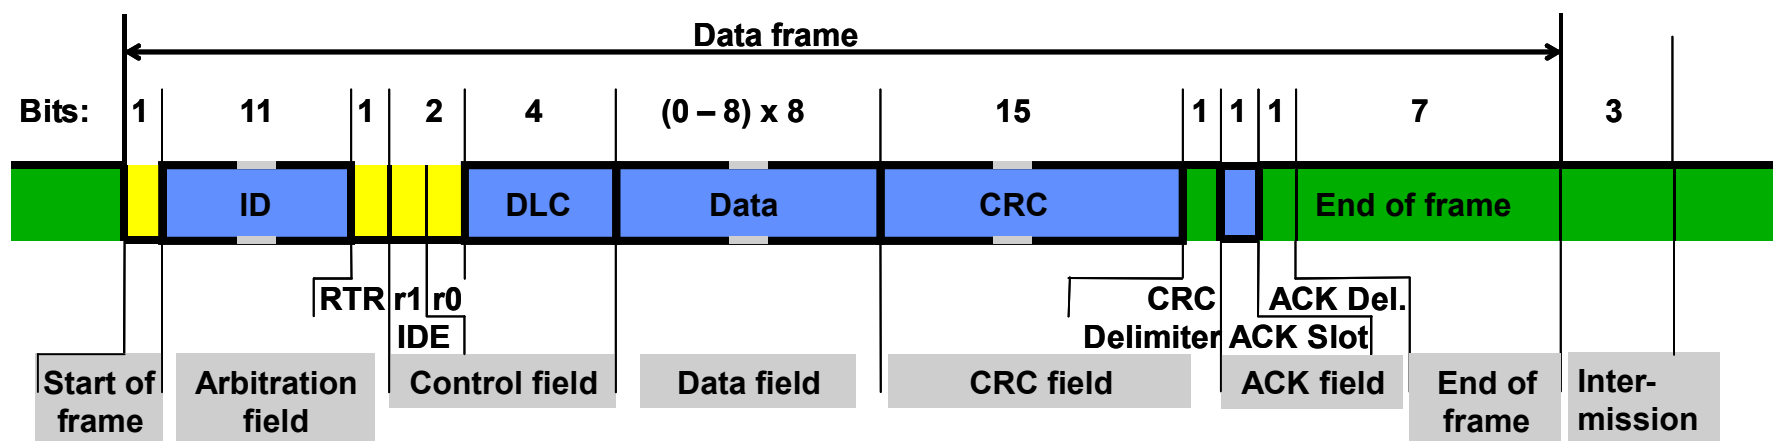 Data frame
Bits: 1 11 1 2 4 (0 – 8) x 8 15 1 1 1 7 3
ID DLC Data CRC End of frame
RTR r1 r0 CRC ACK Del.
IDE Delimiter ACK Slot
Start of Arbitration Control field Data field CRC field ACK field End of Inter-
frame field frame mission